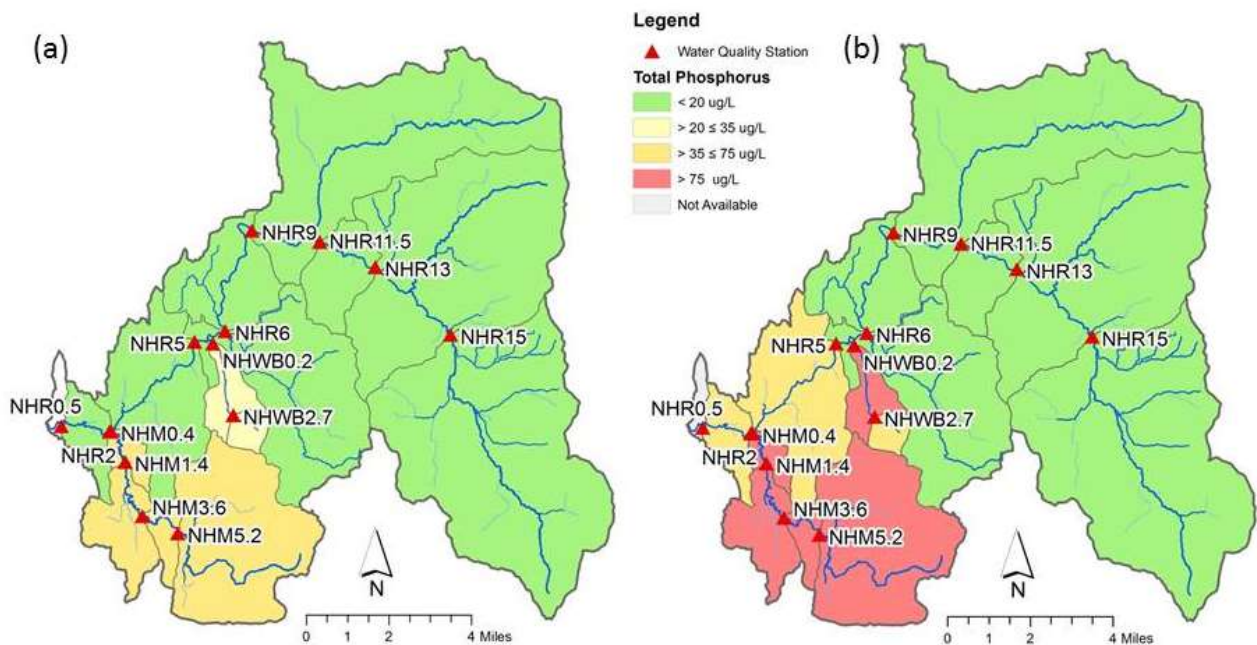 (a)
NHR9
NHR11.5
NHR13
NHR6
NHR5
NHWB0.2
NHR15
NHWB2.7
NHR0.5
NHM0.4
NHR2
NHM1.4
NHM3.6
NHM5.2
N
0 1 2 4 Miles
Legend
Water Quality Station
Total Phosphorus
< 20 ug/L
> 20 ≤ 35 ug/L
> 35 ≤ 75 ug/L
> 75 ug/L
Not Available
(b)
NHR9
NHR11.5
NHR13
NHR6
NHR5
NHWB0.2
NHR15
NHWB2.7
NHR0.5
NHM0.4
NHR2
NHM1.4
NHM3.6
NHM5.2
N
0 1 2 4 Miles